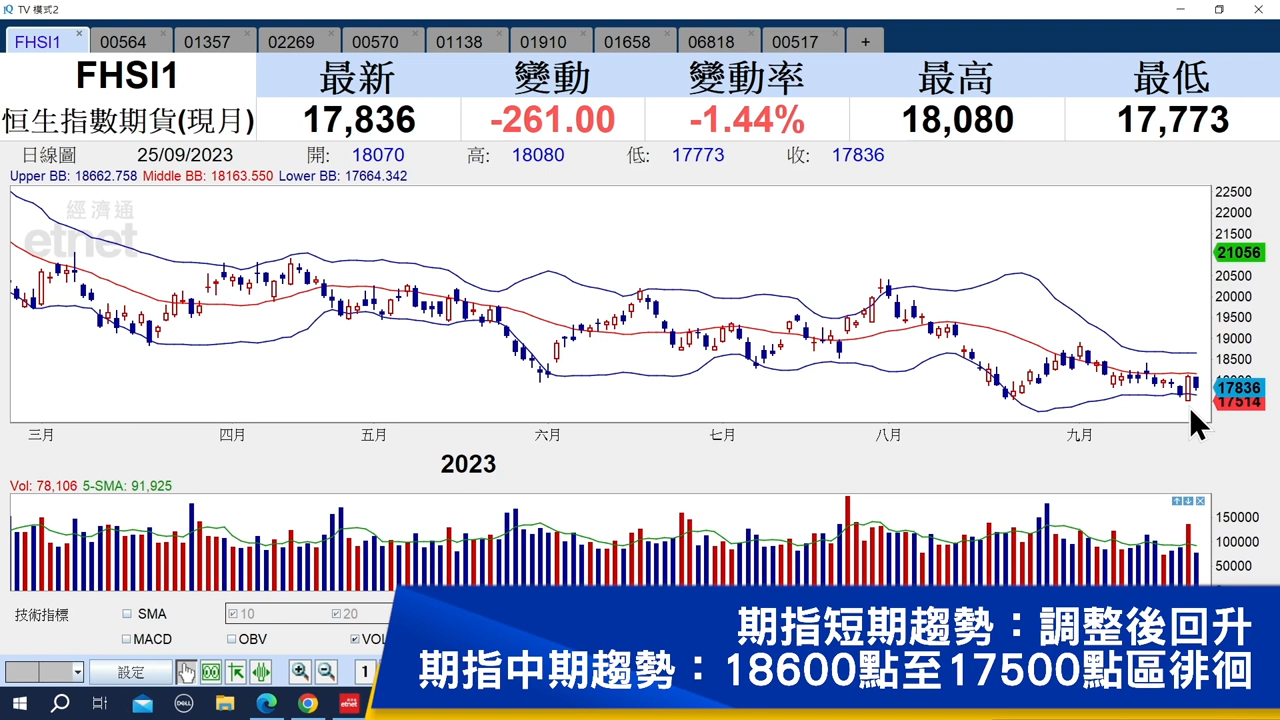 TV 模式2
FHSI1 00564 01357 02269 00570 01138 01910 01658 06818 00517 +
FHSI1 最新 變動 變動率 最高 最低
恒生指數期貨(現月) 17,836 -261.00 -1.44% 18,080 17,773
日線圖 25/09/2023 開: 18070 高: 18080 低: 17773 收: 17836
Upper BB: 18662.758 Middle BB: 18163.550 Lower BB: 17664.342
經濟通
etnet
22500
22000
21500
21056
20500
20000
19500
19000
18500
17836
17514
三月 四月 五月 六月 七月 八月 九月
2023
Vol: 78,106 5-SMA: 91,925
150000
100000
50000
技術指標 SMA 10 20
MACD OBV VOL
設定 1
期指短期趨勢：調整後回升
期指中期趨勢：18600點至17500點區徘徊
DELL
etnet